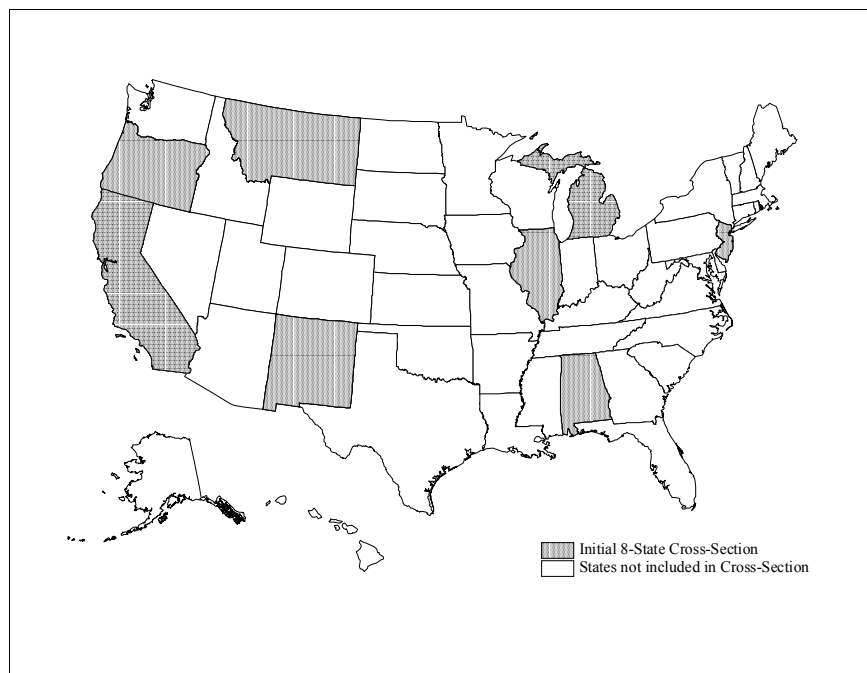 Initial 8-State Cross-Section
States not included in Cross-Section